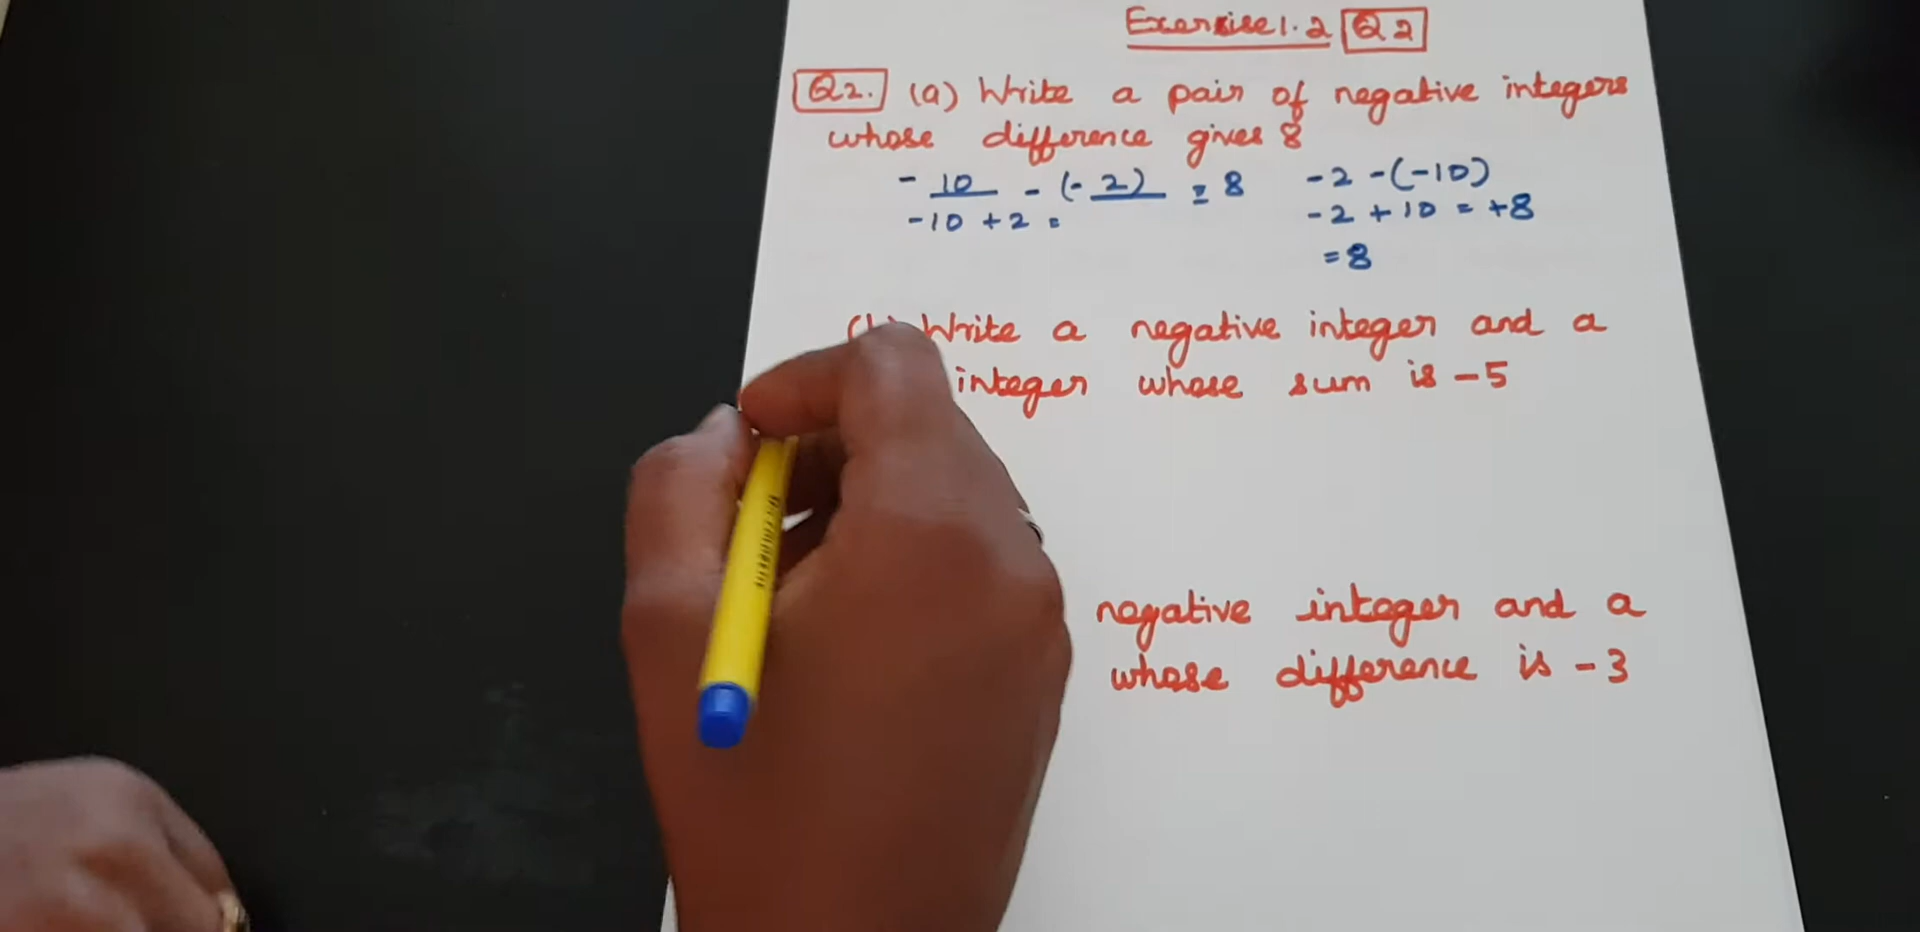 Exercise 1.2 Q2
Q2. (a) Write a pair of negative integers
whose difference gives 8
- 10 - (- 2) = 8
-10 + 2 =
-2 - (-10)
-2 + 10 = +8
= 8
Write a negative integer and a
integer whose sum is -5
negative integer and a
whose difference is -3